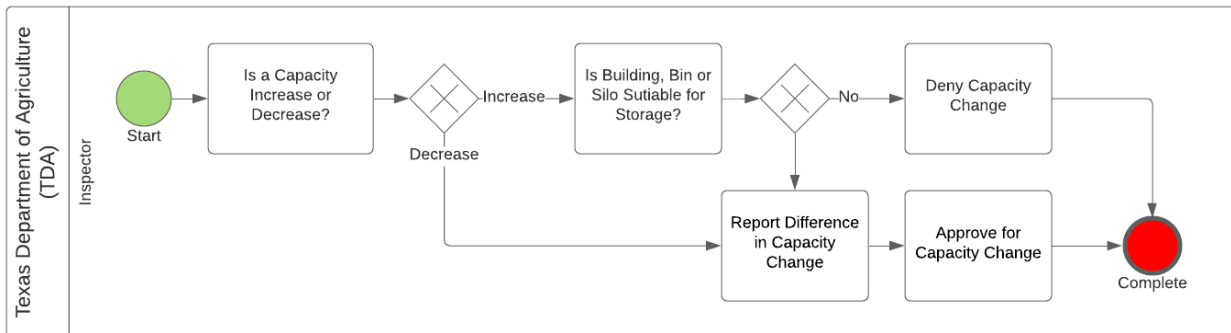 Texas Department of Agriculture
(TDA)
Inspector
Start
Is a Capacity
Increase or
Decrease?
Increase
Decrease
Is Building, Bin or
Silo Sutiable for
Storage?
No
Deny Capacity
Change
Report Difference
in Capacity
Change
Approve for
Capacity Change
Complete